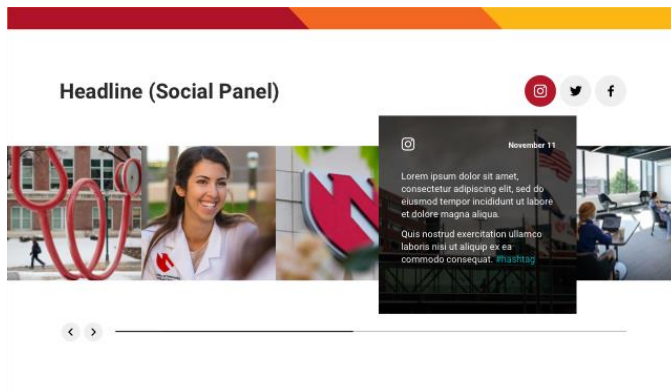 Headline (Social Panel)
November 11
Lorem ipsum dolor sit amet,
consectetur adipiscing elit, sed do
eiusmod tempor incididunt ut labore
et dolore magna aliqua.
Quis nostrud exercitation ullamco
laboris nisi ut aliquip ex ea
commodo consequat. #hashtag